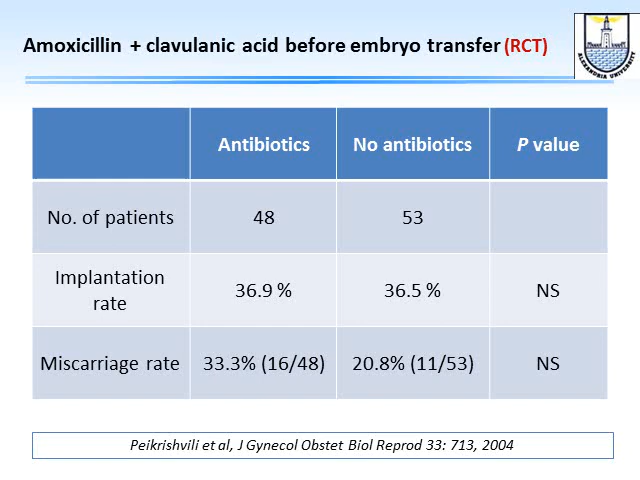 Amoxicillin + clavulanic acid before embryo transfer (RCT)
ALEXANDRIA UNIVERSITY
Antibiotics No antibiotics P value
No. of patients 48 53
Implantation
rate 36.9 % 36.5 % NS
Miscarriage rate 33.3% (16/48) 20.8% (11/53) NS
Peikrishvili et al, J Gynecol Obstet Biol Reprod 33: 713, 2004